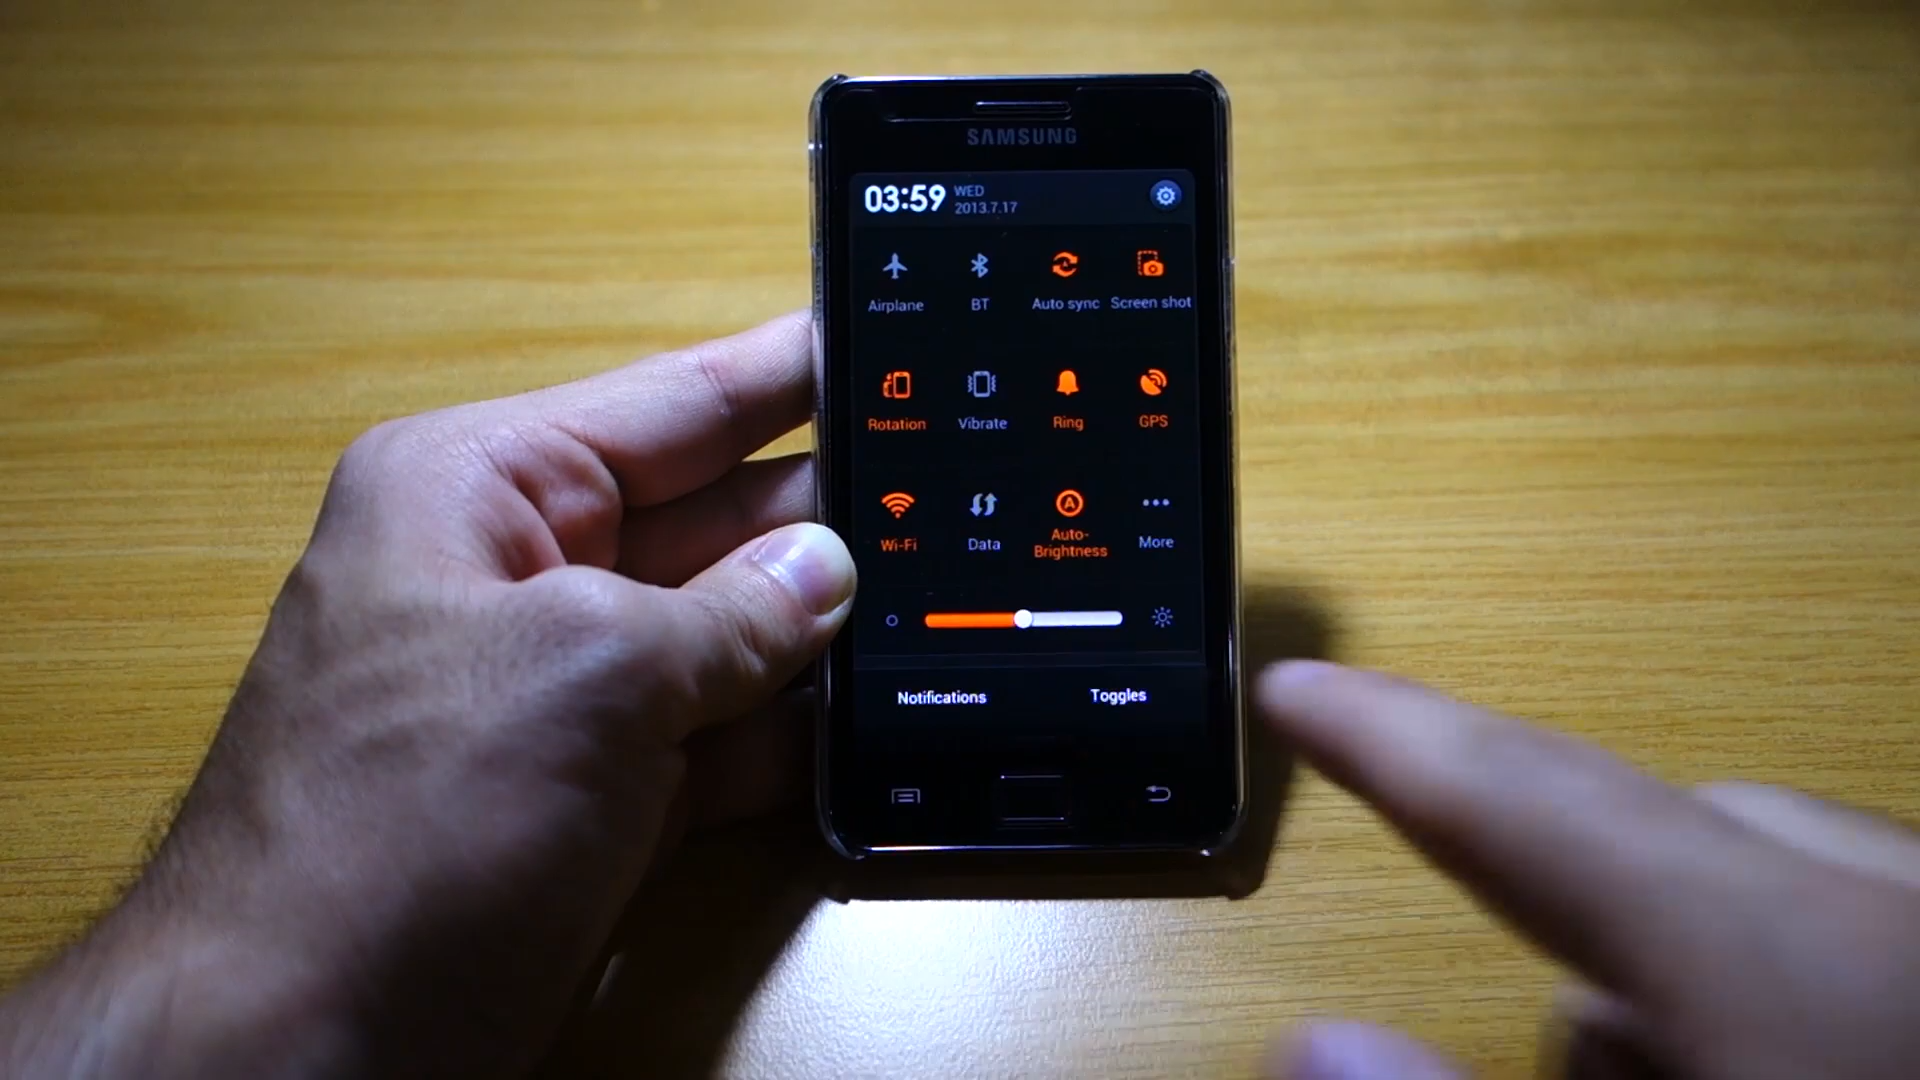 SAMSUNG
03:59
WED
2013.7.17
Airplane
BT
Auto sync
Screen shot
Rotation
Vibrate
Ring
GPS
Wi-Fi
Data
Auto-
Brightness
More
Notifications
Toggles